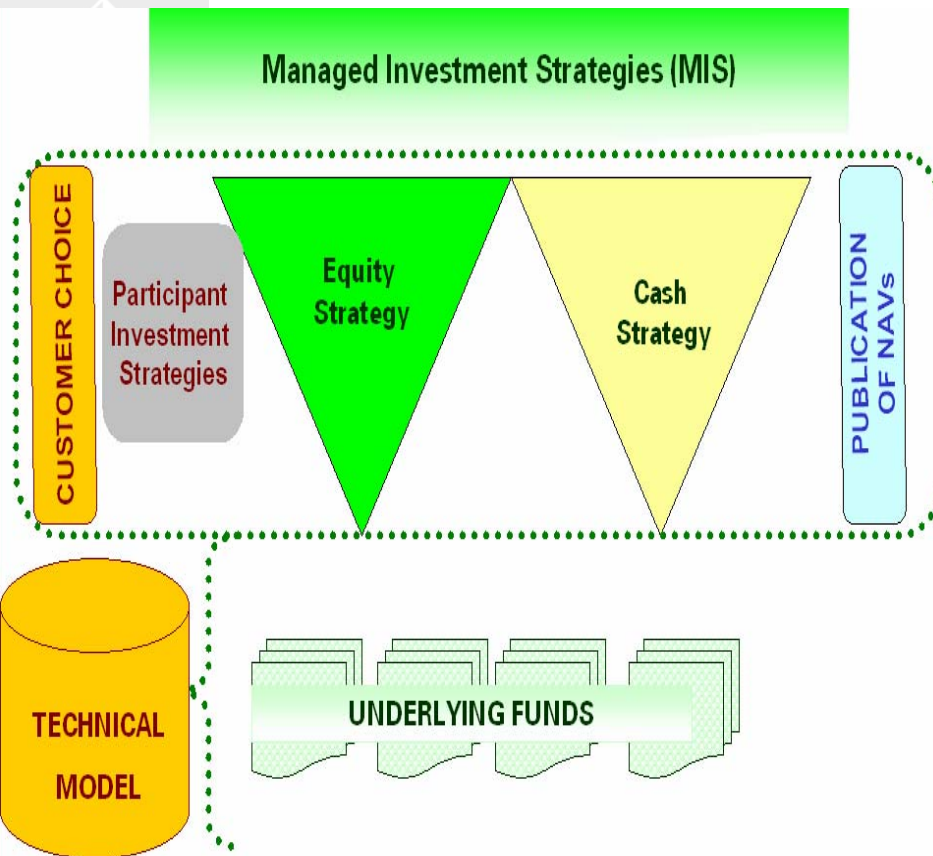 Managed Investment Strategies (MIS)
CUSTOMER CHOICE
Participant
Investment
Strategies
Equity
Strategy
Cash
Strategy
PUBLICATION
OF NAVs
TECHNICAL
MODEL
UNDERLYING FUNDS